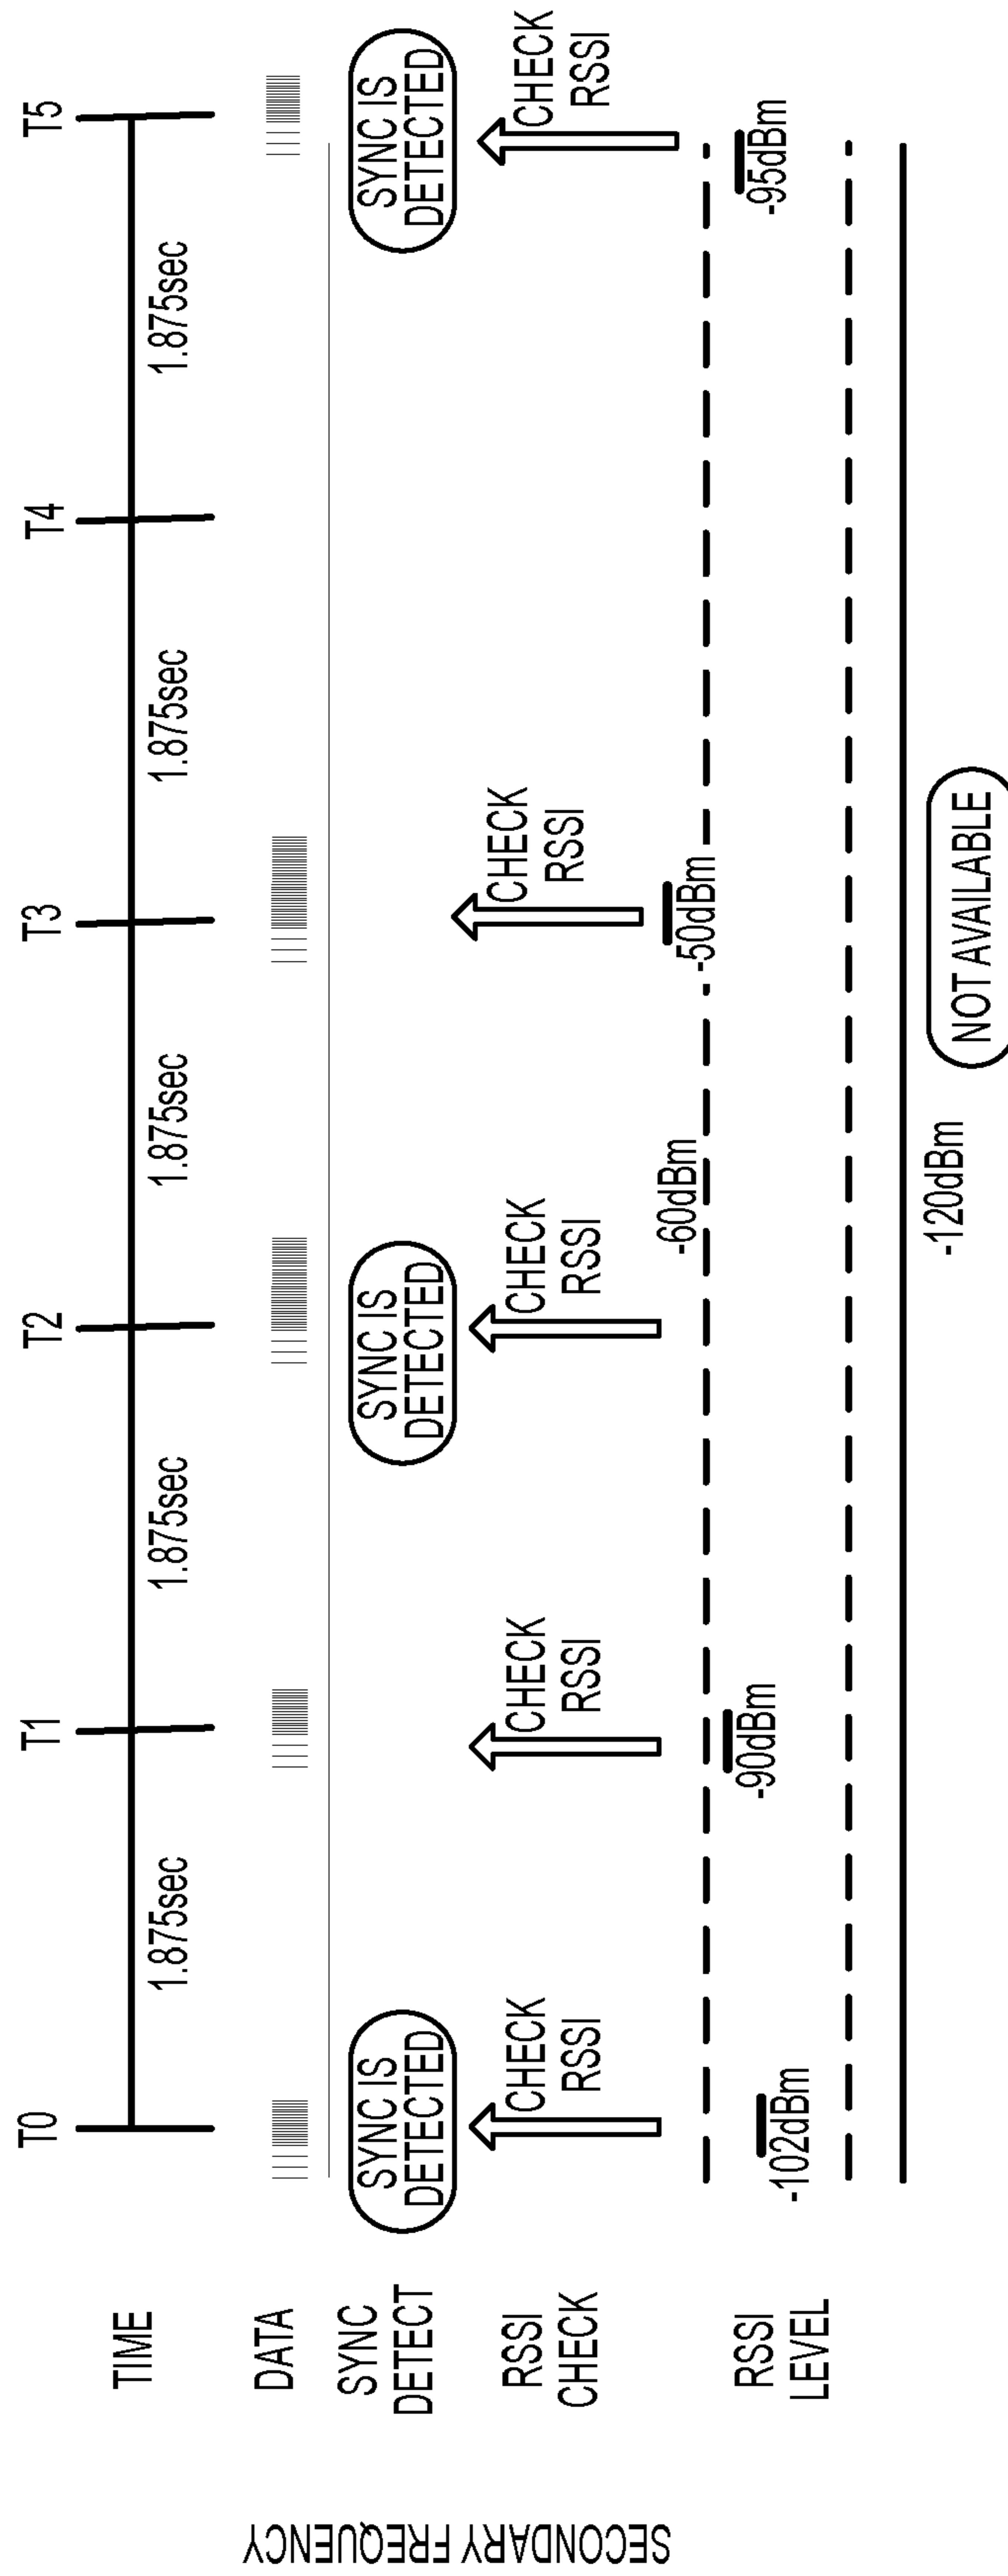 SECONDARY FREQUENCY
TIME
T0
T1
T2
T3
T4
T5
1.875sec
1.875sec
1.875sec
1.875sec
1.875sec
DATA
SYNC
DETECT
SYNC IS
DETECTED
SYNC IS
DETECTED
SYNC IS
DETECTED
RSSI
CHECK
CHECK
RSSI
CHECK
RSSI
CHECK
RSSI
CHECK
RSSI
CHECK
RSSI
RSSI
LEVEL
-102dBm
-90dBm
-60dBm
-50dBm
-95dBm
-120dBm
NOT AVAILABLE